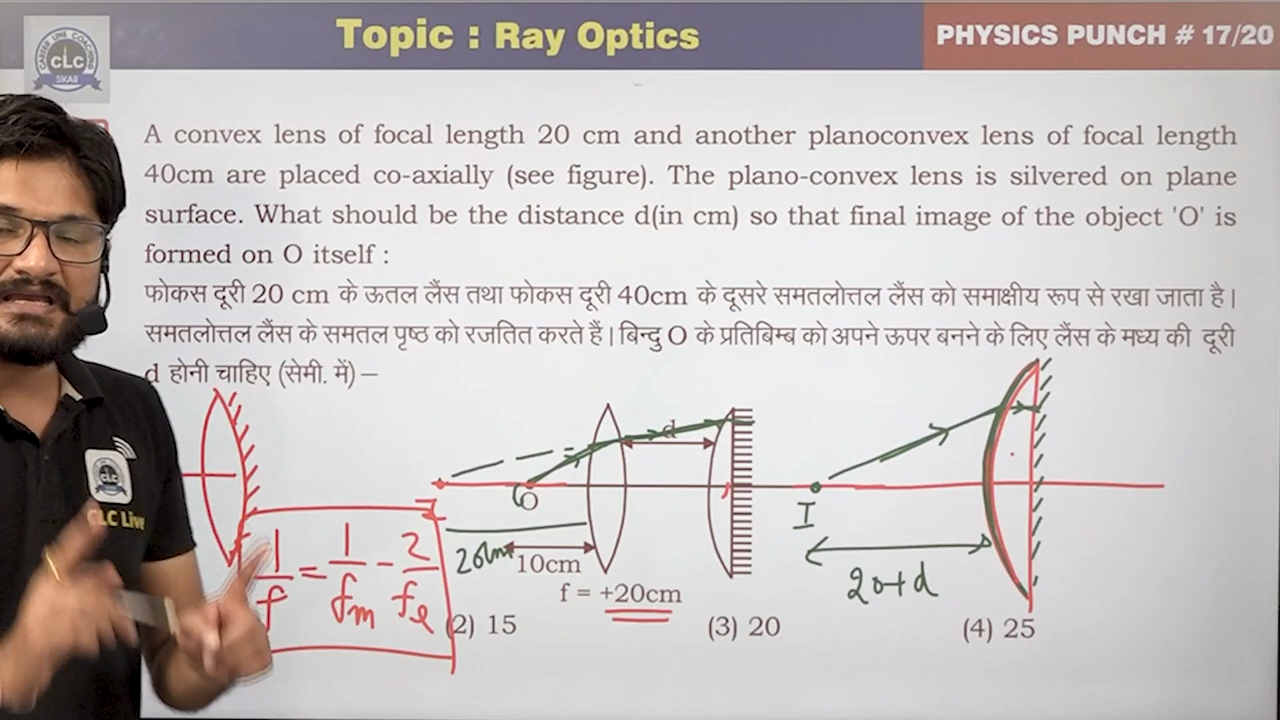 Topic : Ray Optics
PHYSICS PUNCH # 17/20
CAREER LINE COACHING
CLC
SIKAR
A convex lens of focal length 20 cm and another planoconvex lens of focal length
40cm are placed co-axially (see figure). The plano-convex lens is silvered on plane
surface. What should be the distance d(in cm) so that final image of the object 'O' is
formed on O itself :
फोकस दूरी 20 cm के ऊतल लैंस तथा फोकस दूरी 40cm के दूसरे समतलोत्तल लैंस को समाक्षीय रूप से रखा जाता है।
समतलोत्तल लैंस के समतल पृष्ठ को रजतित करते हैं। बिन्दु O के प्रतिबिम्ब को अपने ऊपर बनने के लिए लैंस के मध्य की दूरी
d होनी चाहिए (सेमी. में) –
d
O
I
I
20cm
10cm
20+d
f = +20cm
1/f = 1/fm - 2/fl
(2) 15
(3) 20
(4) 25
CLC
CLC Live